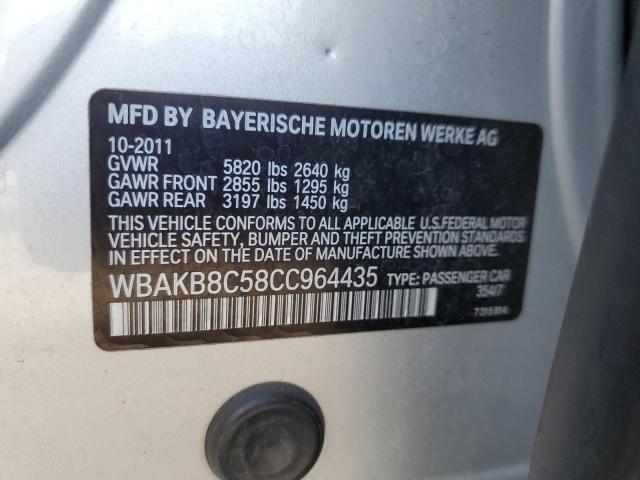 MFD BY BAYERISCHE MOTOREN WERKE AG
10-2011
GVWR 5820 lbs 2640 kg
GAWR FRONT 2855 lbs 1295 kg
GAWR REAR 3197 lbs 1450 kg
THIS VEHICLE CONFORMS TO ALL APPLICABLE U.S.FEDERAL MOTOR
VEHICLE SAFETY, BUMPER AND THEFT PREVENTION STANDARDS
IN EFFECT ON THE DATE OF MANUFACTURE SHOWN ABOVE.
WBAKB8C58CC964435 TYPE: PASSENGER CAR
354/7